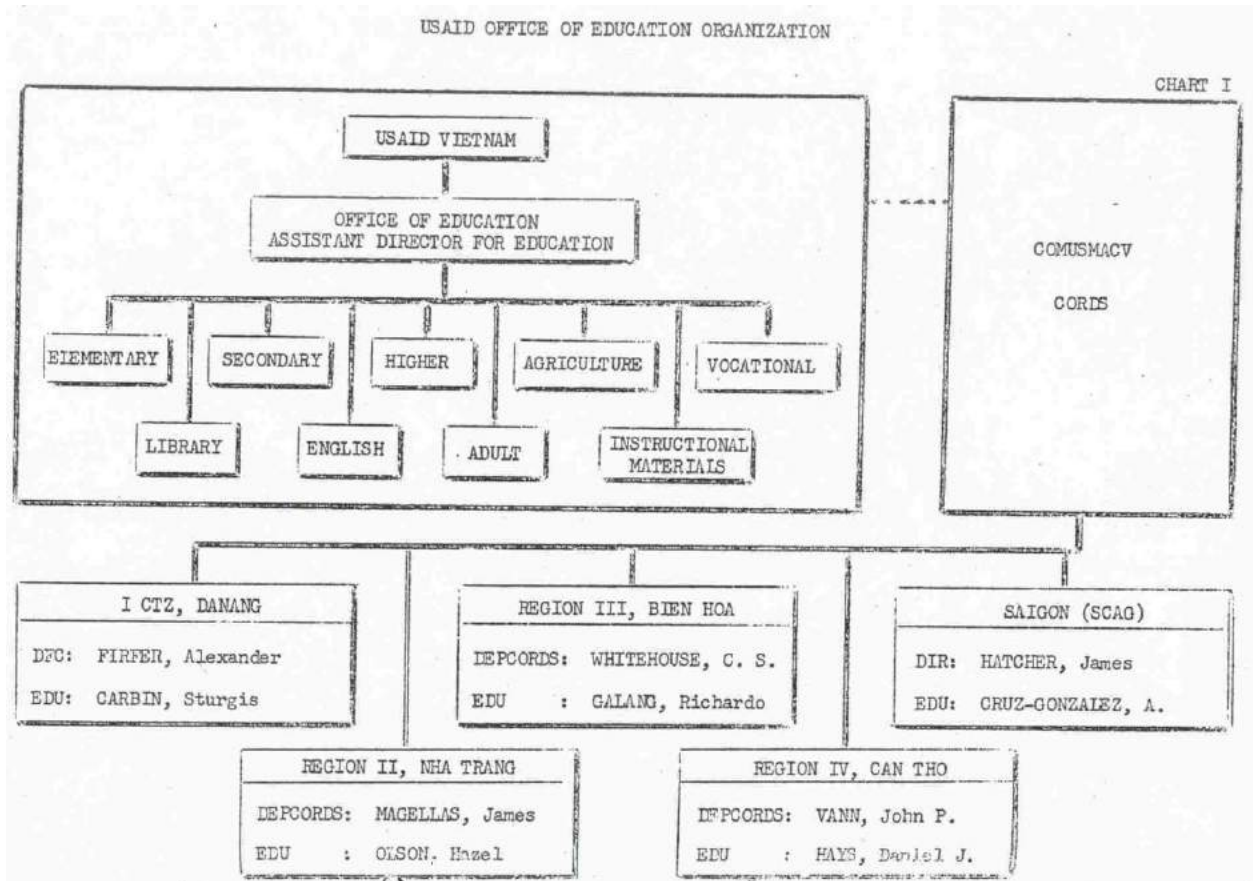 USAID OFFICE OF EDUCATION ORGANIZATION
CHART I
USAID VIETNAM
OFFICE OF EDUCATION
ASSISTANT DIRECTOR FOR EDUCATION
COMUSMACV
CORDS
ELEMENTARY
SECONDARY
HIGHER
AGRICULTURE
VOCATIONAL
LIBRARY
ENGLISH
ADULT
INSTRUCTIONAL
MATERIALS
I CTZ, DANANG
DFC: FIRFER, Alexander
EDU: CARBIN, Sturgis
REGION III, BIEN HOA
DEPCORDS: WHITEHOUSE, C. S.
EDU : GALANG, Richardo
SAIGON (SCAG)
DIR: HATCHER, James
EDU: CRUZ-GONZALEZ, A.
REGION II, NHA TRANG
DEPCORDS: MAGELLAS, James
EDU : OLSON, Hazel
REGION IV, CAN THO
DEPCORDS: VANN, John P.
EDU : HAYS, Daniel J.